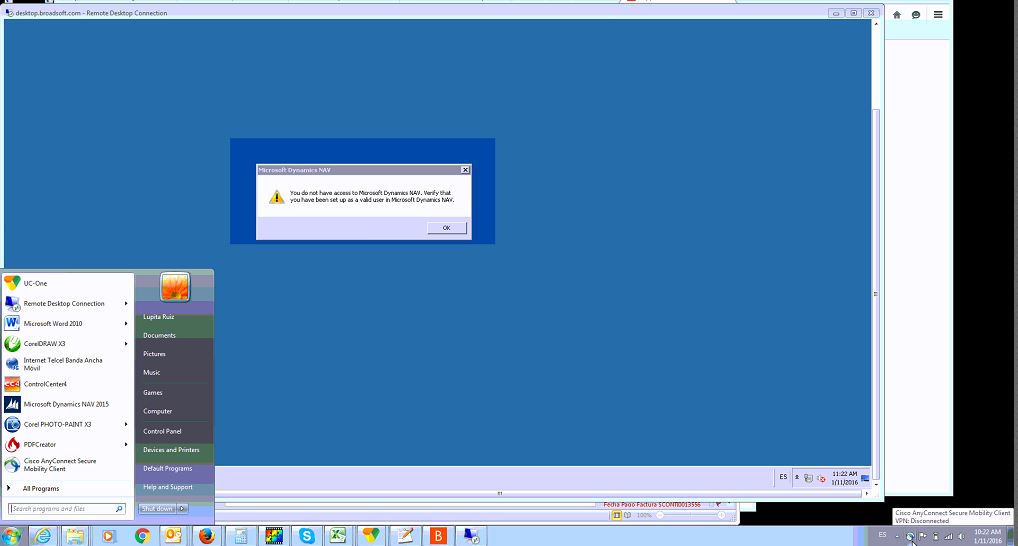 desktop.broadsoft.com - Remote Desktop Connection
Microsoft Dynamics NAV
You do not have access to Microsoft Dynamics NAV. Verify that
you have been set up as a valid user in Microsoft Dynamics NAV.
OK
UC-One
Remote Desktop Connection
Microsoft Word 2010
CorelDRAW X3
Internet Telcel Banda Ancha
Móvil
ControlCenter4
Microsoft Dynamics NAV 2015
Corel PHOTO-PAINT X3
PDFCreator
Cisco AnyConnect Secure
Mobility Client
All Programs
Search programs and files
Lupita Ruiz
Documents
Pictures
Music
Games
Computer
Control Panel
Devices and Printers
Default Programs
Help and Support
Shut down
ES
11:22 AM
1/11/2016
Fecha Pago Factura SCONTI0013556
100%
Cisco AnyConnect Secure Mobility Client
VPN: Disconnected
ES
10:22 AM
1/11/2016